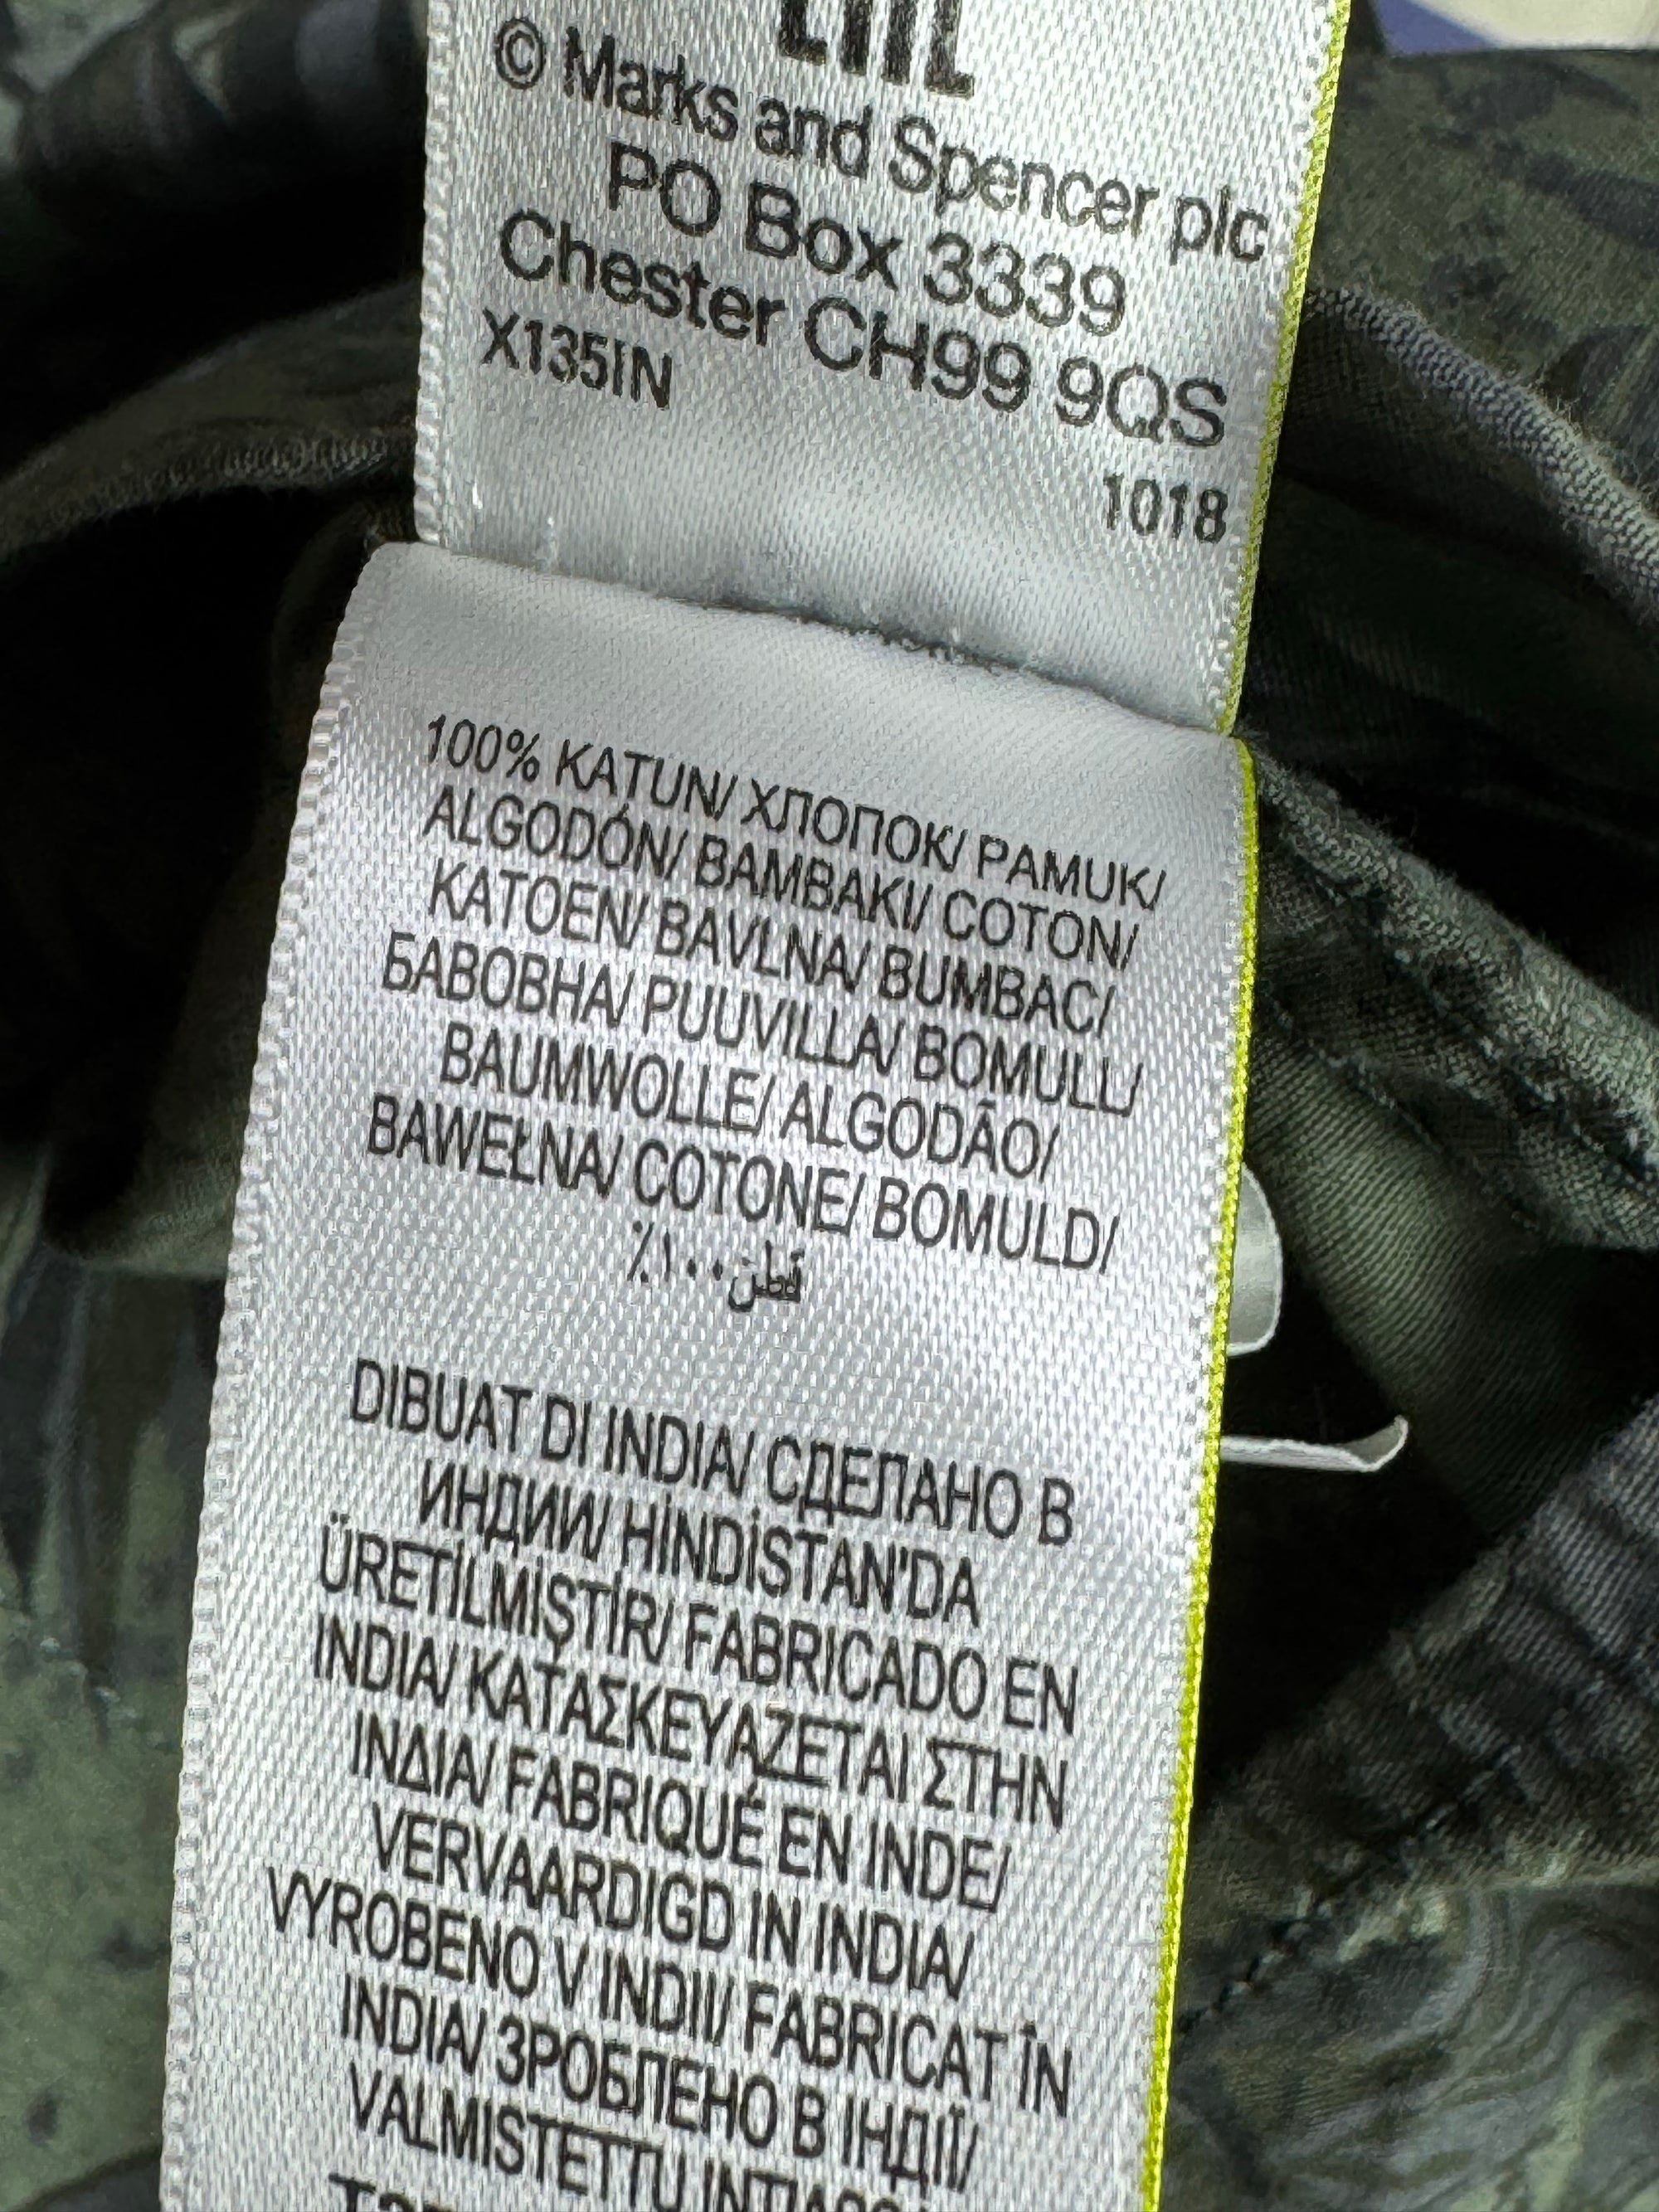 © Marks and Spencer plc
PO Box 3339
Chester CH99 9QS
X135IN
1018
100% KATUN/ ХЛОПОК/ PAMUK/
ALGODÓN/ BAMBAKI/ COTON/
KATOEN/ BAVLNA/ BUMBAC/
БАВОВНА/ PUUVILLA/ BOMULL/
BAUMWOLLE/ ALGODÃO/
BAWEŁNA/ COTONE/ BOMULD/
قطن ١٠٠٪
DIBUAT DI INDIA/ СДЕЛАНО В
ИНДИИ/ HİNDİSTAN'DA
ÜRETİLMİŞTİR/ FABRICADO EN
INDIA/ ΚΑΤΑΣΚΕΥΑΖΕΤΑΙ ΣΤΗΝ
ΙΝΔΙΑ/ FABRIQUÉ EN INDE/
VERVAARDIGD IN INDIA/
VYROBENO V INDII/ FABRICAT ÎN
INDIA/ ЗРОБЛЕНО В ІНДІЇ/
VALMISTETTU